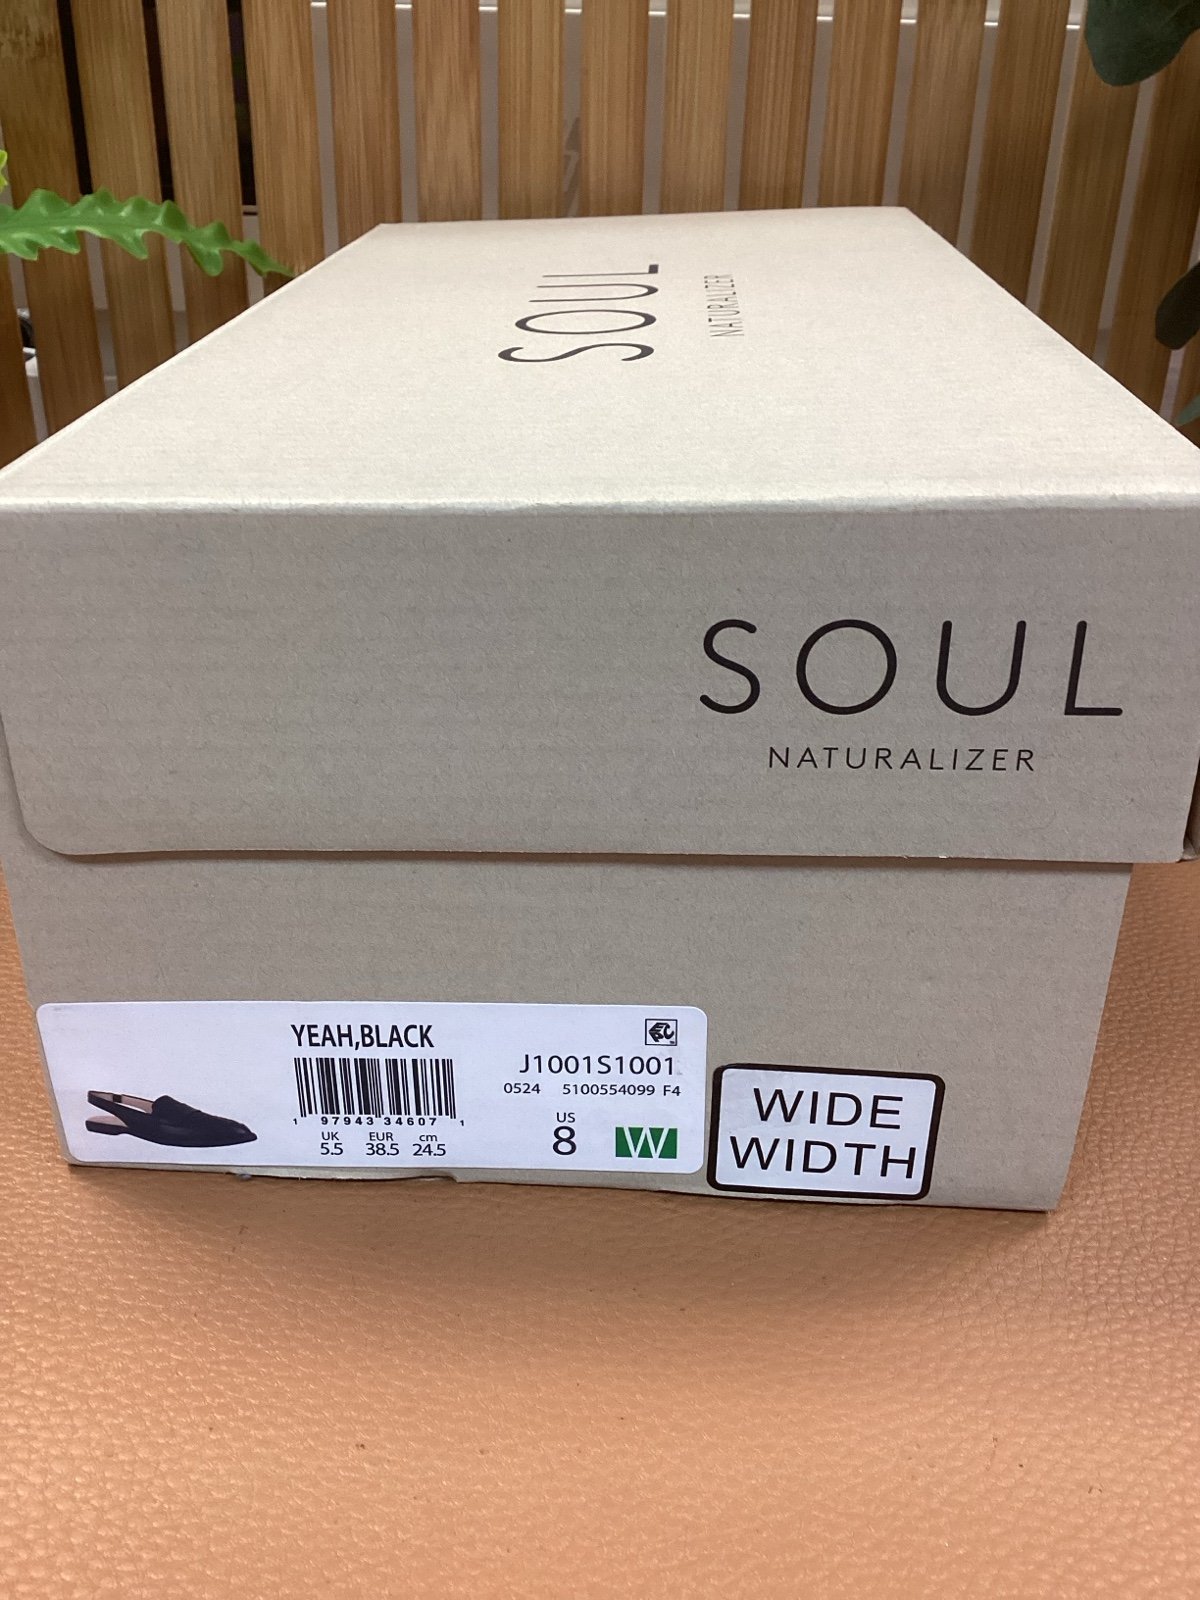 SOUL
NATURALIZER
SOUL
NATURALIZER
YEAH,BLACK
J1001S1001
0524 5100554099 F4
1 97943 34607 1
UK EUR cm
5.5 38.5 24.5
US
8 W
WIDE
WIDTH